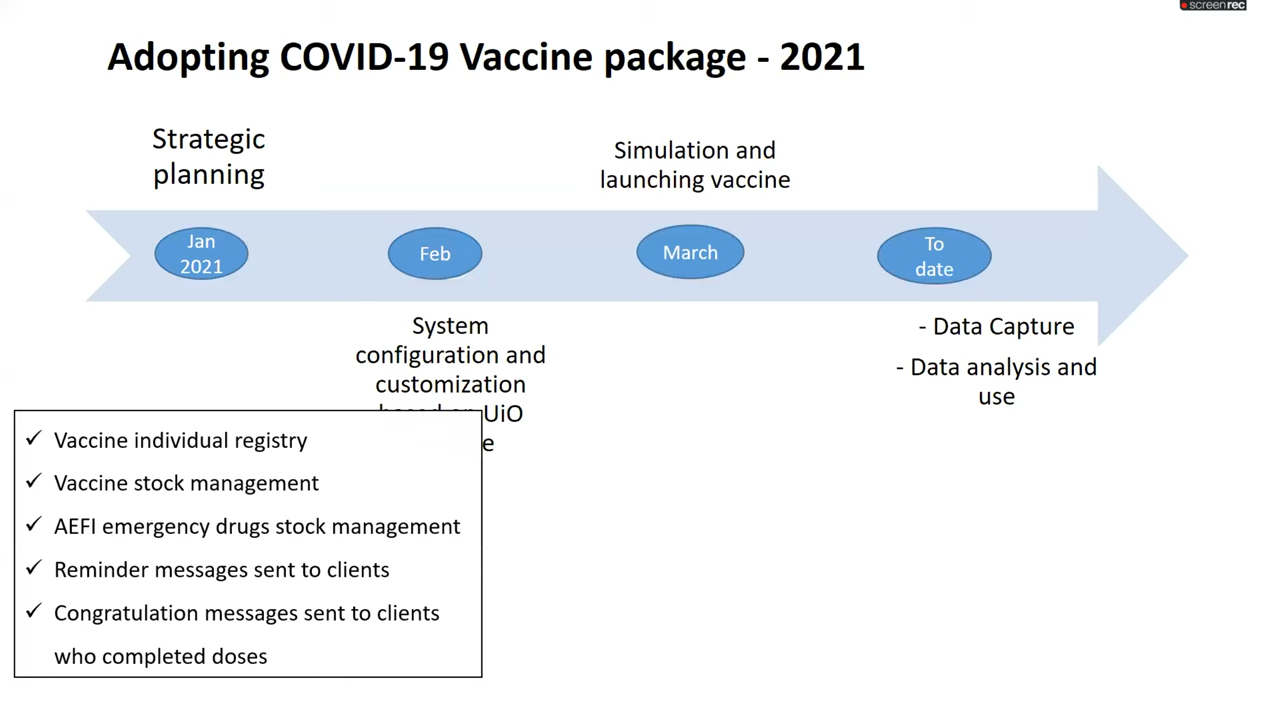 screenrec
Adopting COVID-19 Vaccine package - 2021
Strategic
planning
Simulation and
launching vaccine
Jan
2021
Feb
March
To
date
System
configuration and
customization
UiO
- Data Capture
- Data analysis and
use
✓ Vaccine individual registry
✓ Vaccine stock management
✓ AEFI emergency drugs stock management
✓ Reminder messages sent to clients
✓ Congratulation messages sent to clients
who completed doses